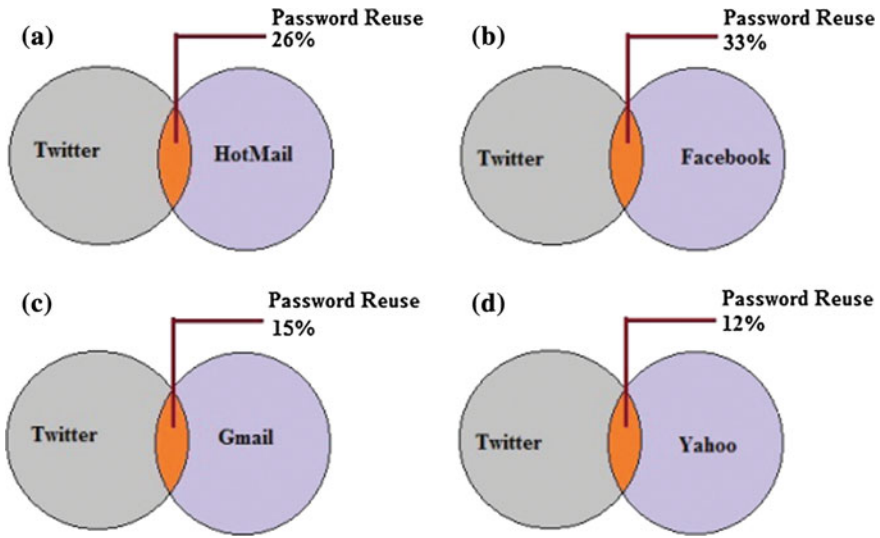 (a)
Password Reuse
26%
Twitter
HotMail
(b)
Password Reuse
33%
Twitter
Facebook
(c)
Password Reuse
15%
Twitter
Gmail
(d)
Password Reuse
12%
Twitter
Yahoo